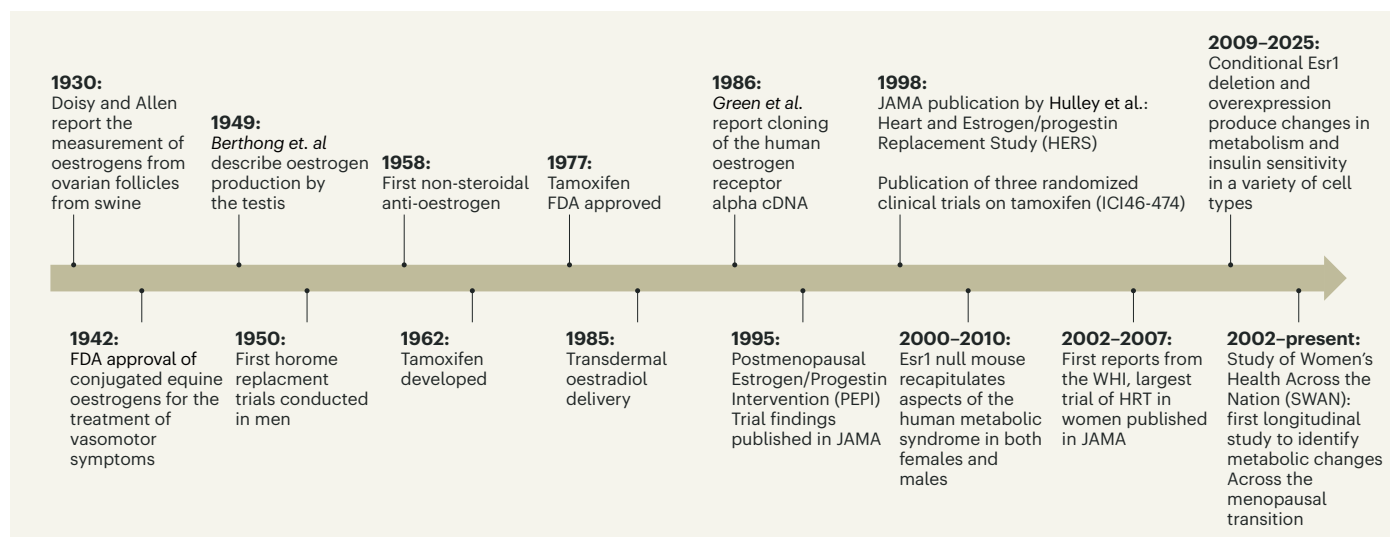 1930:
Doisy and Allen
report the
measurement of
oestrogens from
ovarian follicles
from swine
1949:
Berthong et. al
describe oestrogen
production by
the testis
1958:
First non-steroidal
anti-oestrogen
1977:
Tamoxifen
FDA approved
1986:
Green et al.
report cloning
of the human
oestrogen
receptor
alpha cDNA
1998:
JAMA publication by Hulley et al.:
Heart and Estrogen/progestin
Replacement Study (HERS)
Publication of three randomized
clinical trials on tamoxifen (ICI46-474)
2009–2025:
Conditional Esr1
deletion and
overexpression
produce changes in
metabolism and
insulin sensitivity
in a variety of cell
types
1942:
FDA approval of
conjugated equine
oestrogens for the
treatment of
vasomotor
symptoms
1950:
First horome
replacment
trials conducted
in men
1962:
Tamoxifen
developed
1985:
Transdermal
oestradiol
delivery
1995:
Postmenopausal
Estrogen/Progestin
Intervention (PEPI)
Trial findings
published in JAMA
2000–2010:
Esr1 null mouse
recapitulates
aspects of the
human metabolic
syndrome in both
females and
males
2002–2007:
First reports from
the WHI, largest
trial of HRT in
women published
in JAMA
2002–present:
Study of Women's
Health Across the
Nation (SWAN):
first longitudinal
study to identify
metabolic changes
Across the
menopausal
transition